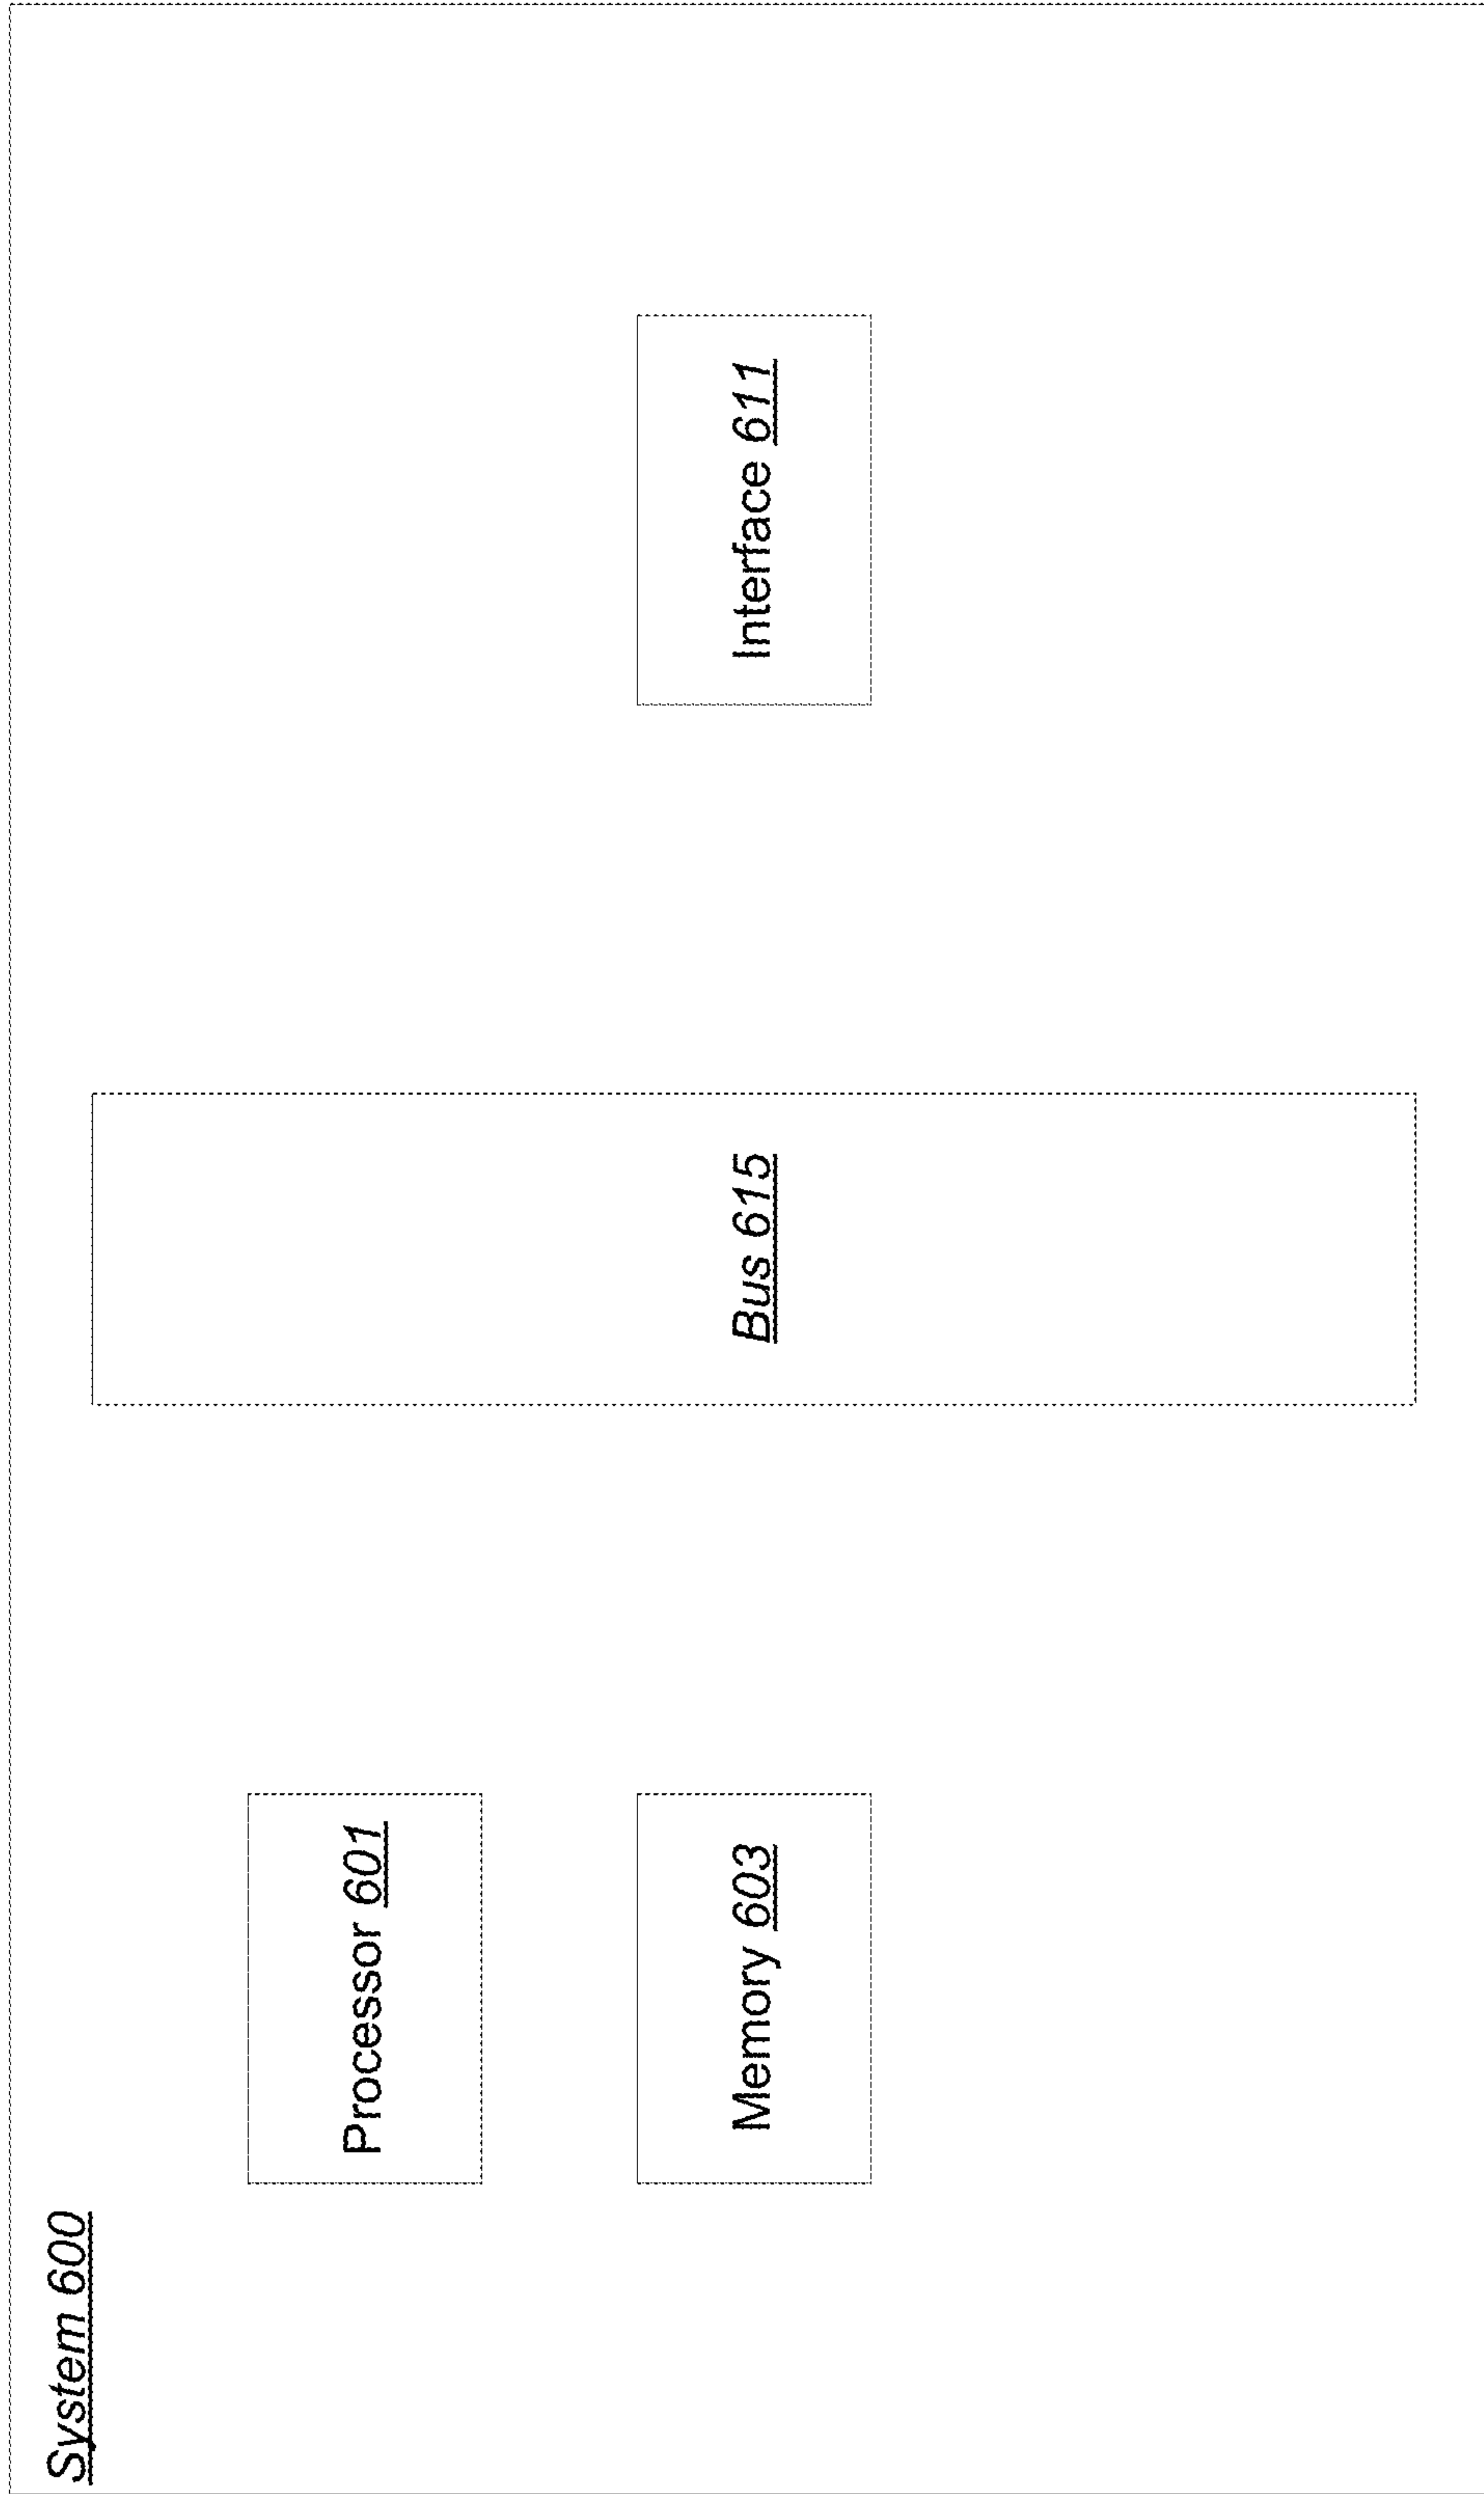 System 600
Processor 601
Memory 603
Bus 615
Interface 611